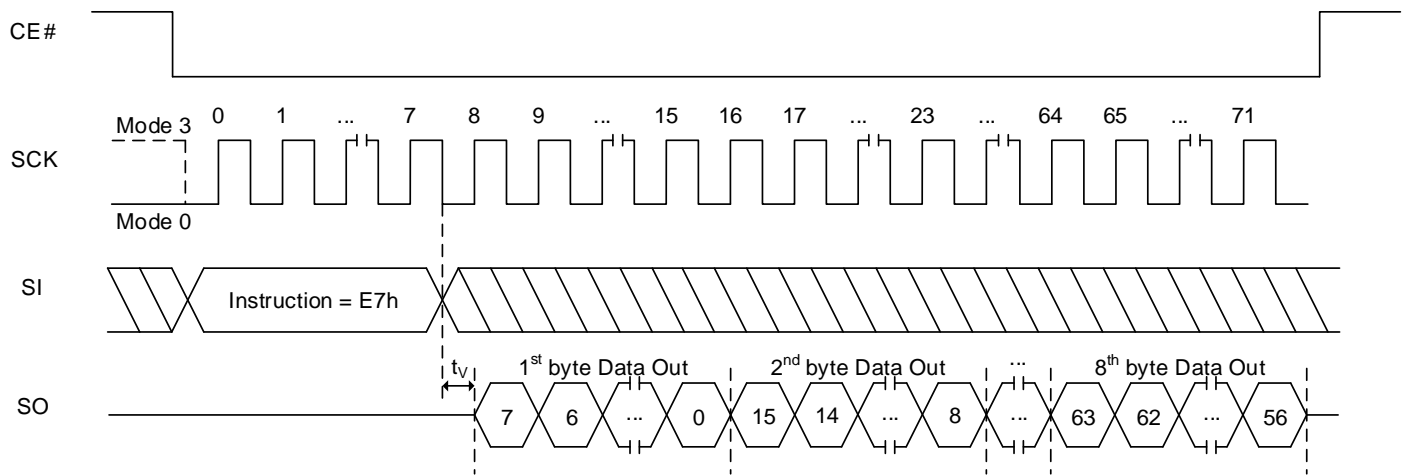 CE#
0 1 ... 7 8 9 ... 15 16 17 ... 23 ... 64 65 ... 71
Mode 3
SCK
Mode 0
SI
Instruction = E7h
tV 1st byte Data Out 2nd byte Data Out ... 8th byte Data Out
SO
7 6 ... 0 15 14 ... 8 ... 63 62 ... 56